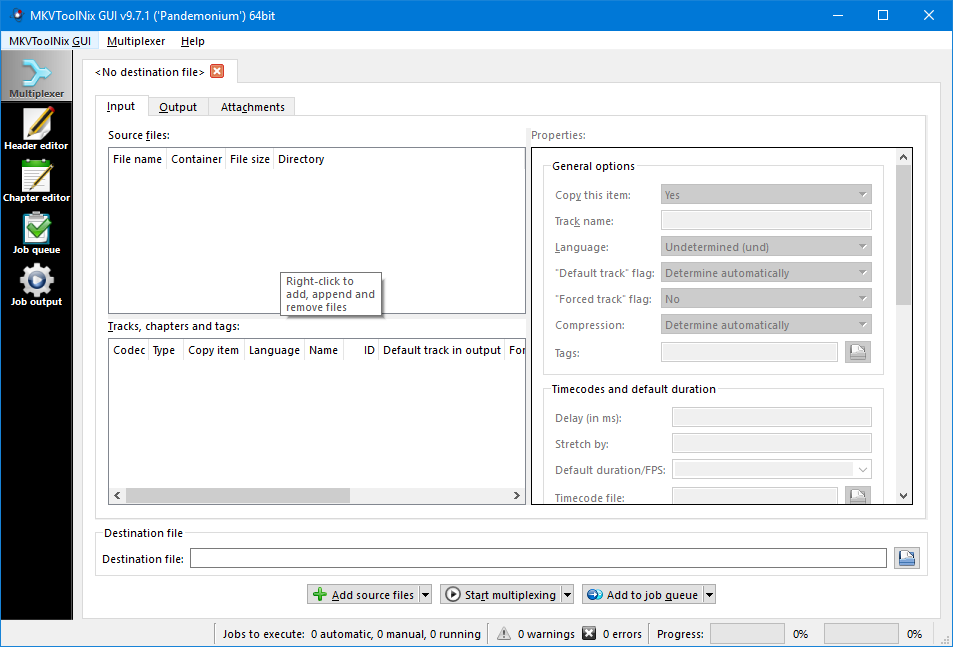 MKVToolNix GUI v9.7.1 ('Pandemonium') 64bit
MKVToolNix GUI Multiplexer Help
Multiplexer
Header editor
Chapter editor
Job queue
Job output
<No destination file>
Input Output Attachments
Source files:
File name Container File size Directory
Right-click to
add, append and
remove files
Tracks, chapters and tags:
Codec Type Copy item Language Name ID Default track in output For
Properties:
General options
Copy this item: Yes
Track name:
Language: Undetermined (und)
"Default track" flag: Determine automatically
"Forced track" flag: No
Compression: Determine automatically
Tags:
Timecodes and default duration
Delay (in ms):
Stretch by:
Default duration/FPS:
Timecode file:
Destination file
Destination file:
Add source files Start multiplexing Add to job queue
Jobs to execute: 0 automatic, 0 manual, 0 running 0 warnings 0 errors Progress: 0% 0%